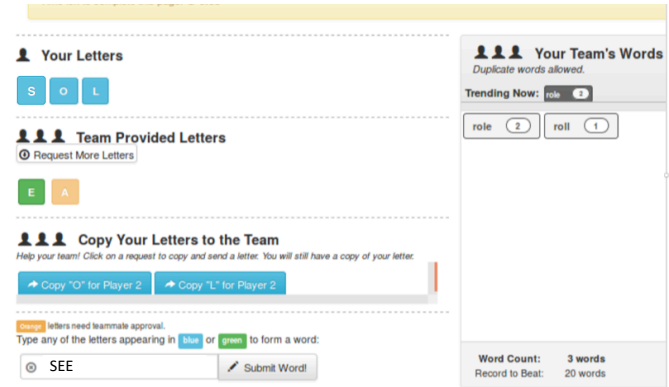 Your Letters
S O L
Team Provided Letters
Request More Letters
E A
Copy Your Letters to the Team
Help your team! Click on a request to copy and send a letter. You will still have a copy of your letter.
Copy "O" for Player 2 Copy "L" for Player 2
Orange letters need teammate approval.
Type any of the letters appearing in blue or green to form a word:
SEE Submit Word!
Your Team's Words
Duplicate words allowed.
Trending Now: role 2
role 2 roll 1
Word Count: 3 words
Record to Beat: 20 words